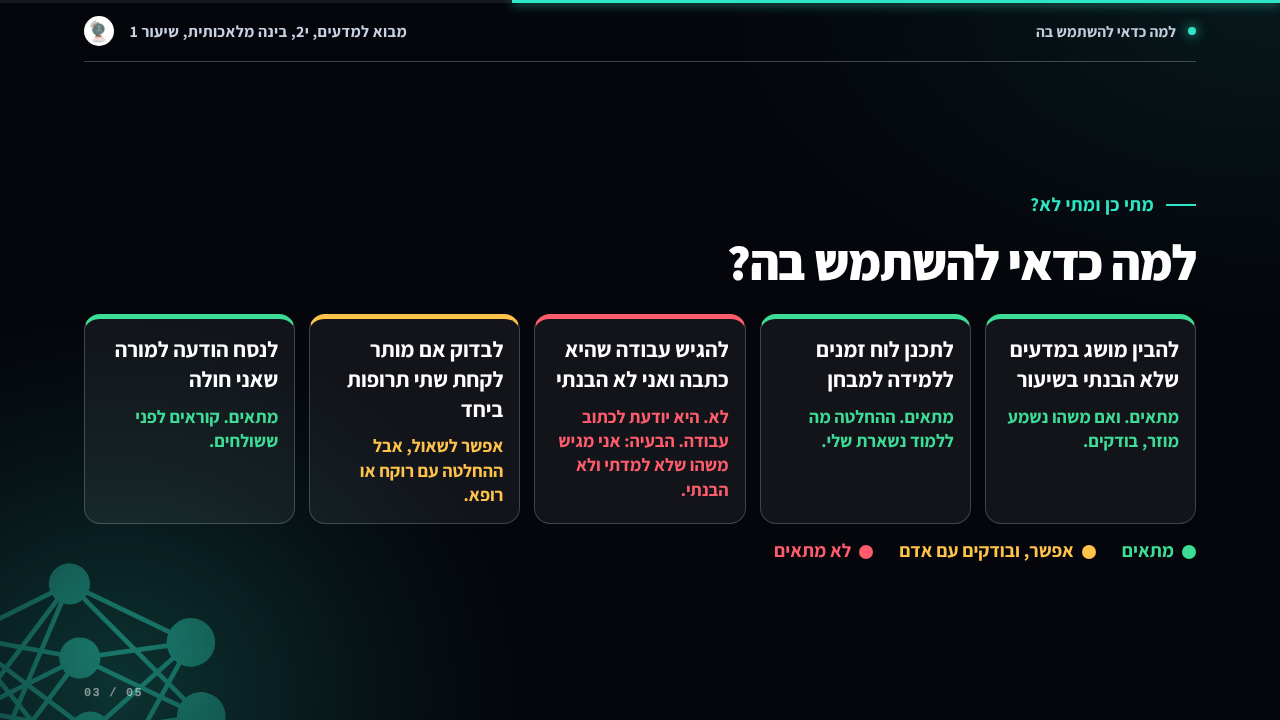 למה כדאי להשתמש בה
מבוא למדעים, י2, בינה מלאכותית, שיעור 1
מתי כן ומתי לא?
למה כדאי להשתמש בה?
להבין מושג במדעים
שלא הבנתי בשיעור
מתאים. ואם משהו נשמע
מוזר, בודקים.
לתכנן לוח זמנים
ללמידה למבחן
מתאים. ההחלטה מה
ללמוד נשארת שלי.
להגיש עבודה שהיא
כתבה ואני לא הבנתי
לא. היא יודעת לכתוב
עבודה. הבעיה: אני מגיש
משהו שלא למדתי ולא
הבנתי.
לבדוק אם מותר
לקחת שתי תרופות
ביחד
אפשר לשאול, אבל
ההחלטה עם רוקח או
רופא.
לנסח הודעה למורה
שאני חולה
מתאים. קוראים לפני
ששולחים.
מתאים
אפשר, ובודקים עם אדם
לא מתאים
03 / 05